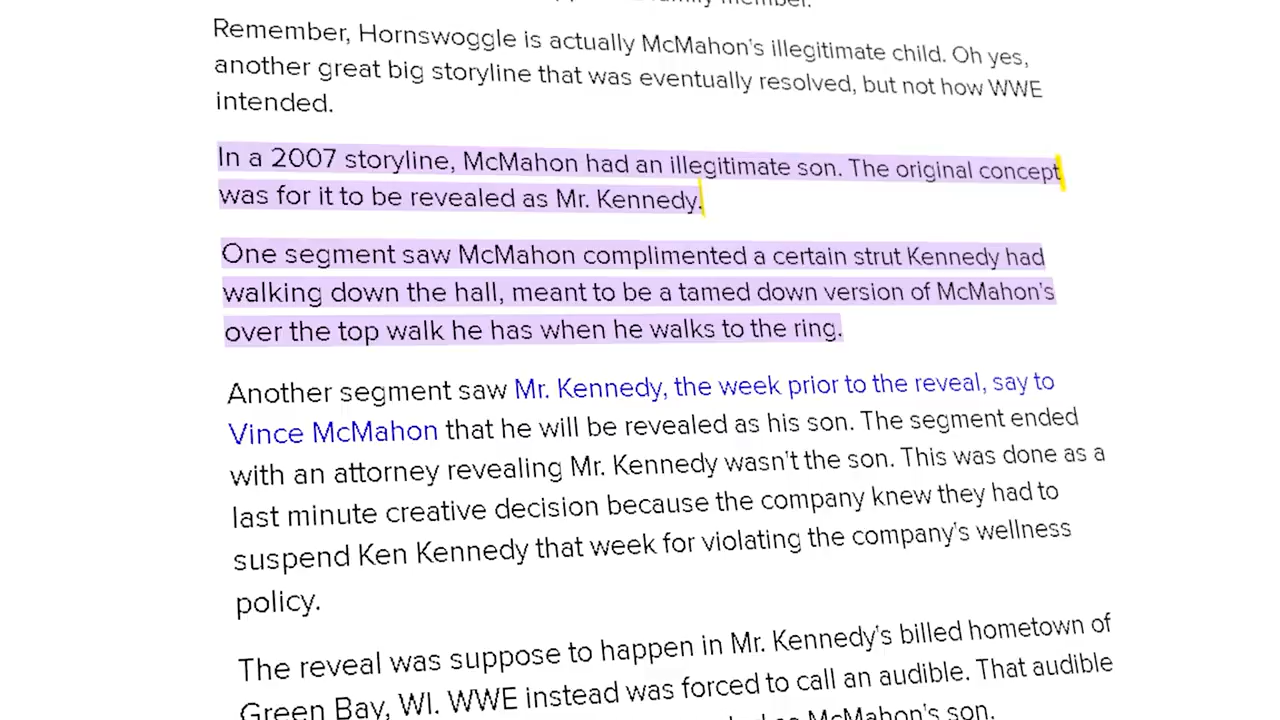 family member.
Remember, Hornswoggle is actually McMahon's illegitimate child. Oh yes,
another great big storyline that was eventually resolved, but not how WWE
intended.
In a 2007 storyline, McMahon had an illegitimate son. The original concept
was for it to be revealed as Mr. Kennedy.
One segment saw McMahon complimented a certain strut Kennedy had
walking down the hall, meant to be a tamed down version of McMahon's
over the top walk he has when he walks to the ring.
Another segment saw Mr. Kennedy, the week prior to the reveal, say to
Vince McMahon that he will be revealed as his son. The segment ended
with an attorney revealing Mr. Kennedy wasn't the son. This was done as a
last minute creative decision because the company knew they had to
suspend Ken Kennedy that week for violating the company's wellness
policy.
The reveal was suppose to happen in Mr. Kennedy's billed hometown of
Green Bay, WI. WWE instead was forced to call an audible. That audible
as McMahon's son.